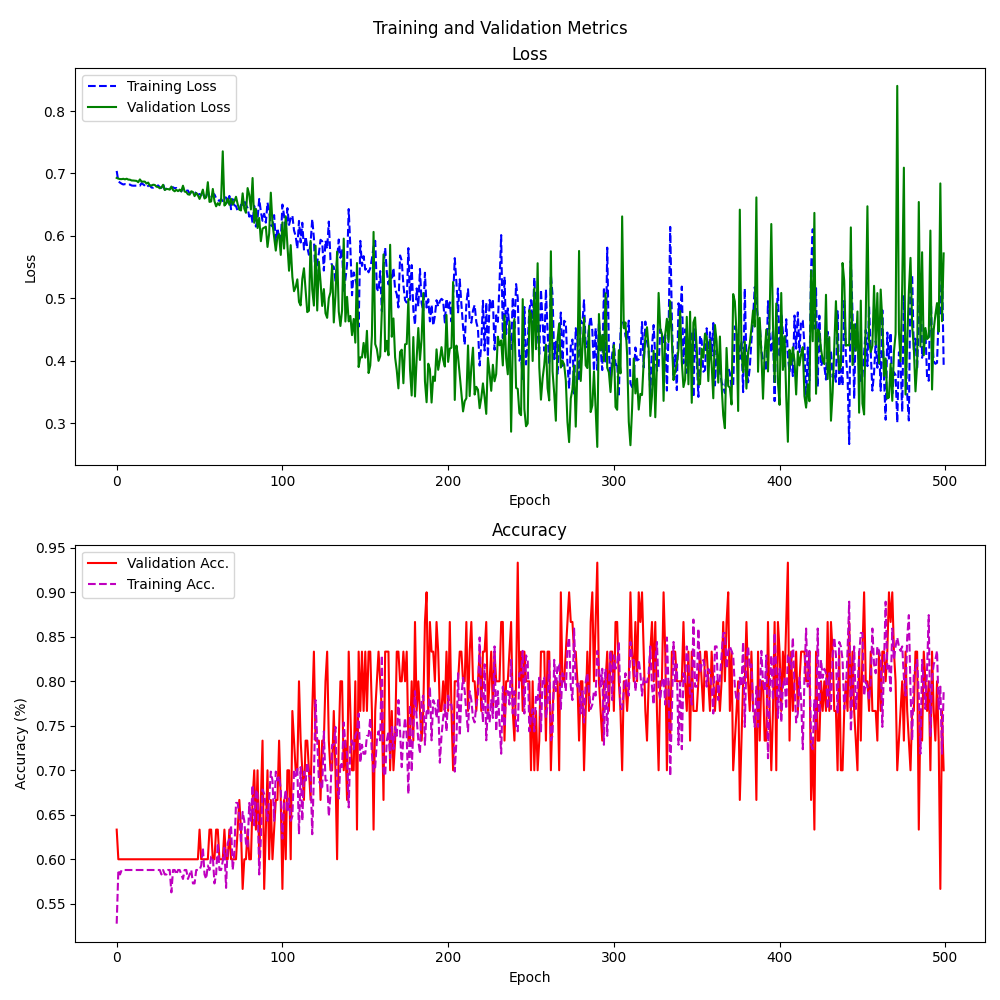 Training and Validation Metrics
Loss
Training Loss
Validation Loss
0.8
0.7
0.6
0.5
0.4
0.3
Loss
0 100 200 300 400 500
Epoch
Accuracy
Validation Acc.
Training Acc.
0.95
0.90
0.85
0.80
0.75
0.70
0.65
0.60
0.55
Accuracy (%)
0 100 200 300 400 500
Epoch